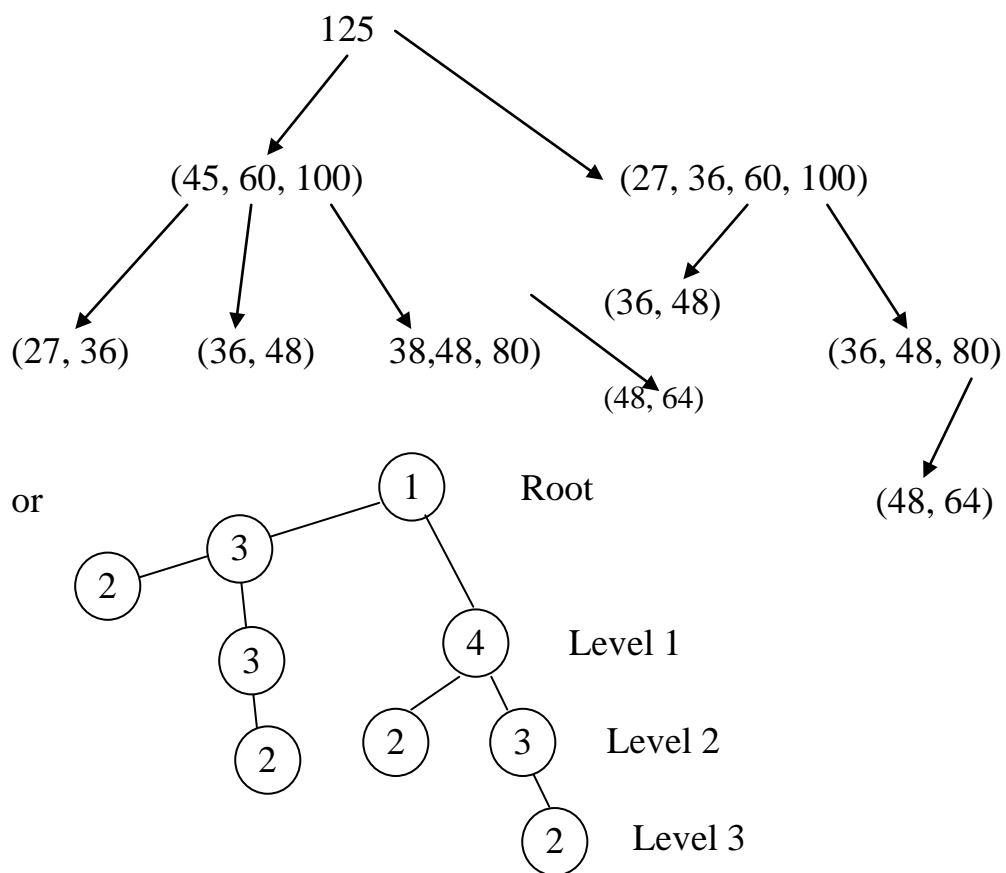 125
(45, 60, 100) (27, 36, 60, 100)
(36, 48)
(27, 36) (36, 48) 38,48, 80) (36, 48, 80)
(48, 64)
(48, 64)
or
1 Root
3
2
4 Level 1
3
2 3 Level 2
2
2 Level 3